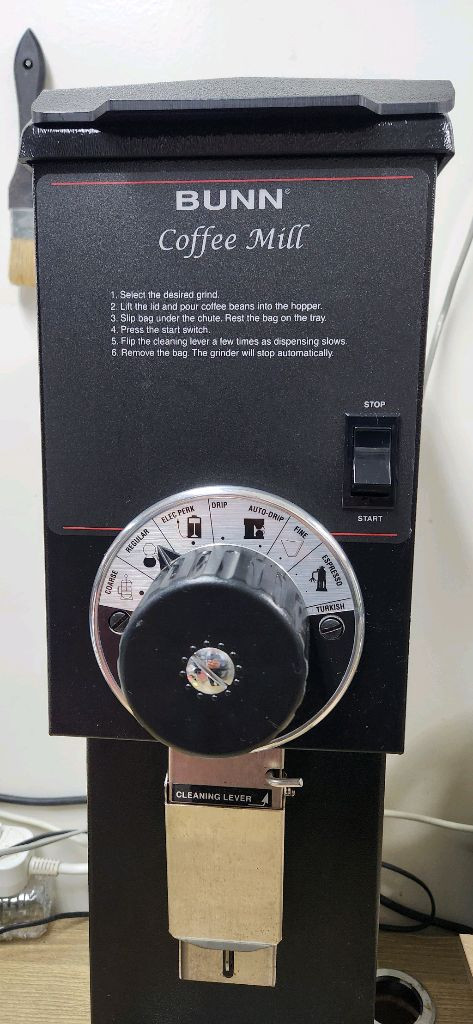 BUNN®
Coffee Mill
1. Select the desired grind.
2. Lift the lid and pour coffee beans into the hopper.
3. Slip bag under the chute. Rest the bag on the tray.
4. Press the start switch.
5. Flip the cleaning lever a few times as dispensing slows.
6. Remove the bag. The grinder will stop automatically.
STOP
START
COARSE
REGULAR
ELEC PERK
DRIP
AUTO-DRIP
FINE
ESPRESSO
TURKISH
CLEANING LEVER